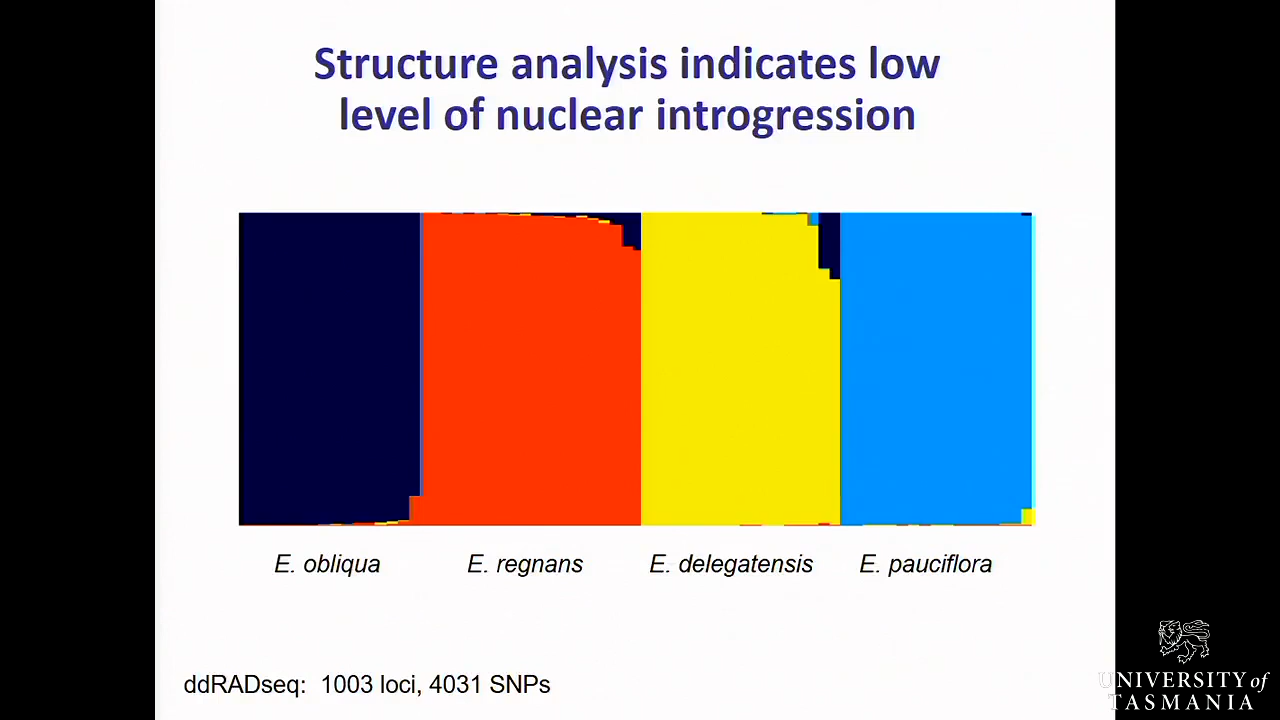 Structure analysis indicates low
level of nuclear introgression
E. obliqua E. regnans E. delegatensis E. pauciflora
ddRADseq: 1003 loci, 4031 SNPs
UNIVERSITY of
TASMANIA